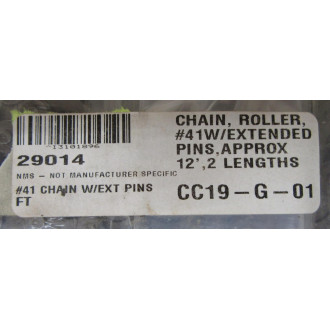 *13101896
29014
NMS - NOT MANUFACTURER SPECIFIC
#41 CHAIN W/EXT PINS
FT
CHAIN, ROLLER,
#41W/EXTENDED
PINS,APPROX
12',2 LENGTHS
CC19-G-01